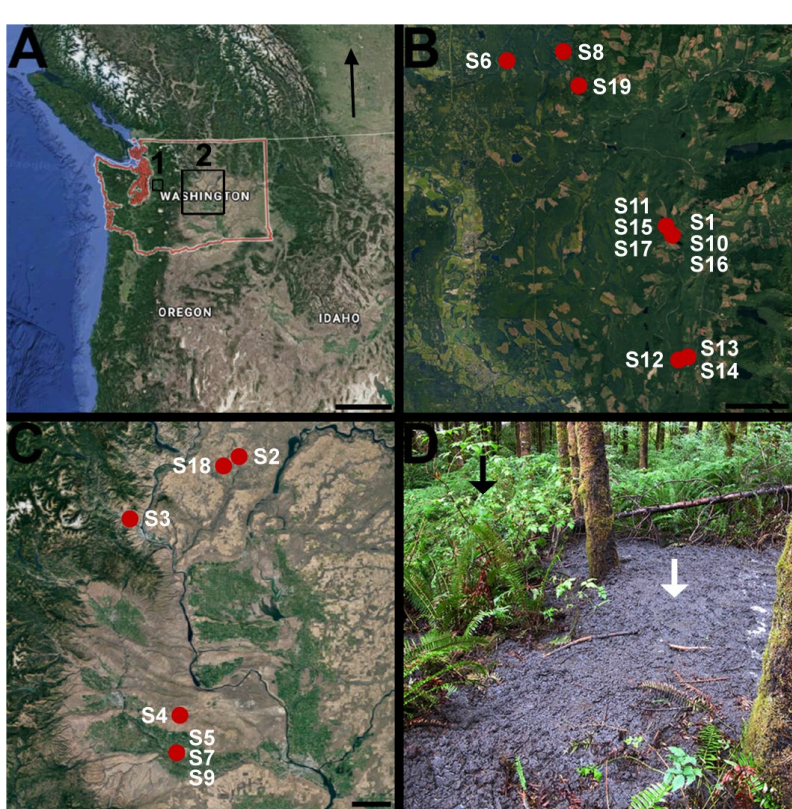 A
1
2
WASHINGTON
OREGON
IDAHO
B
S6
S8
S19
S11
S15
S17
S1
S10
S16
S12
S13
S14
C
S18
S2
S3
S4
S5
S7
S9
D